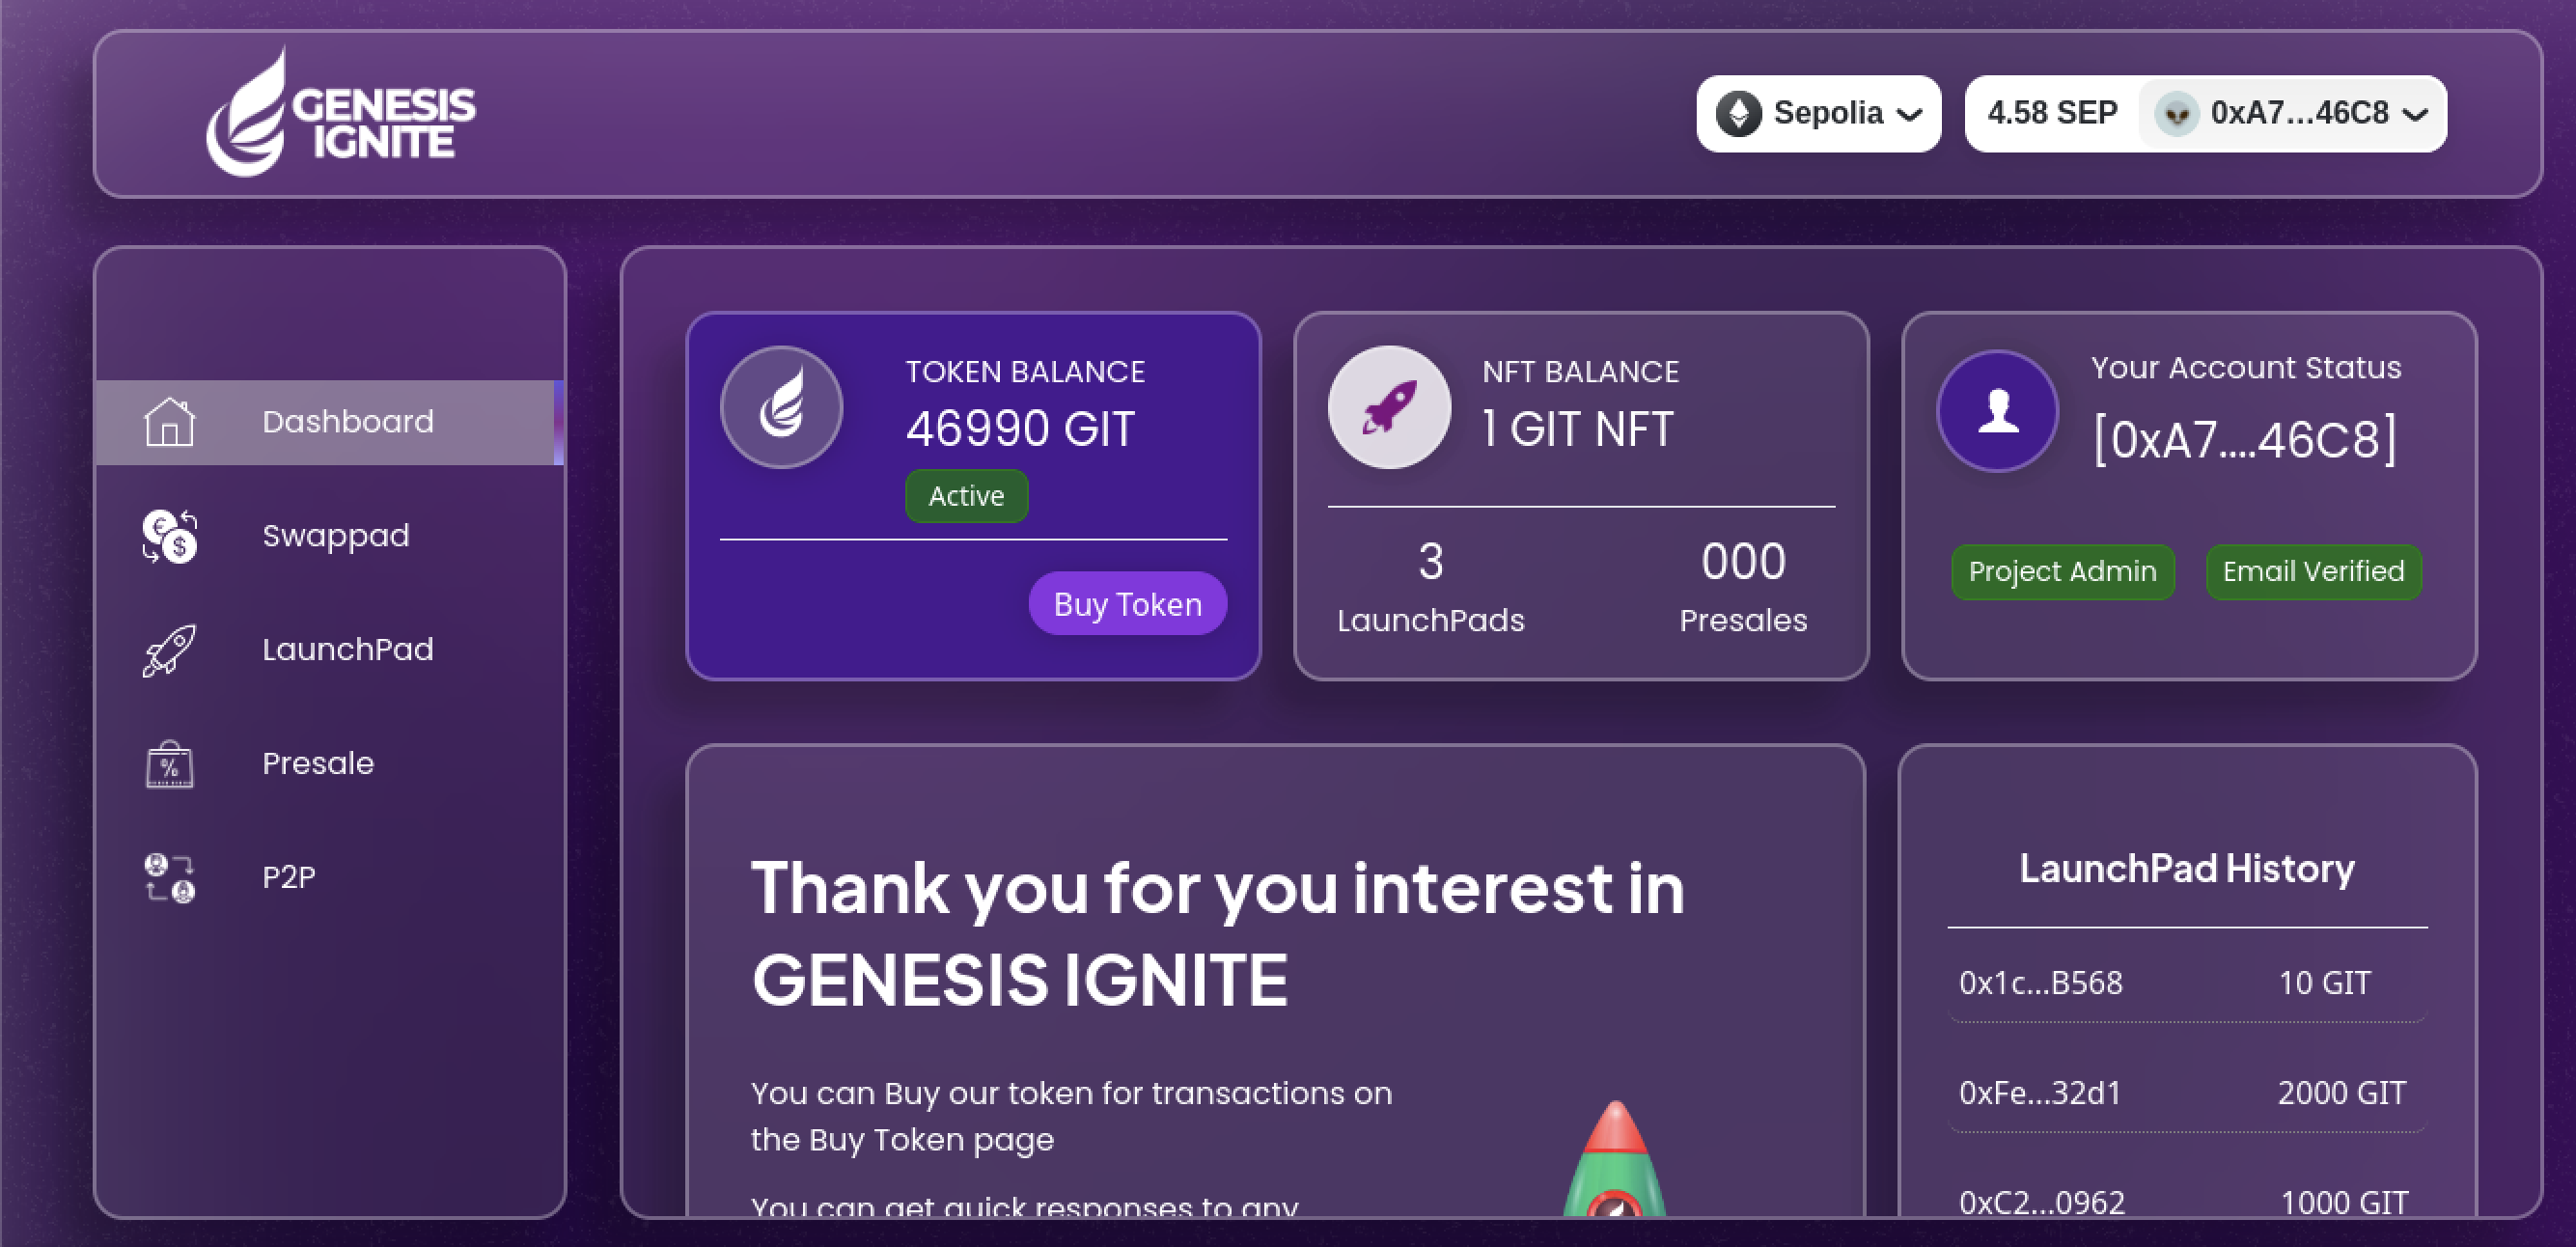 GENESIS
IGNITE
Sepolia
4.58 SEP
0xA7...46C8
Dashboard
Swappad
LaunchPad
Presale
P2P
TOKEN BALANCE
46990 GIT
Active
Buy Token
NFT BALANCE
1 GIT NFT
3
LaunchPads
000
Presales
Your Account Status
[0xA7....46C8]
Project Admin
Email Verified
Thank you for you interest in
GENESIS IGNITE
You can Buy our token for transactions on
the Buy Token page
You can get quick responses to any
LaunchPad History
0x1c...B568 10 GIT
0xFe...32d1 2000 GIT
0xC2...0962 1000 GIT